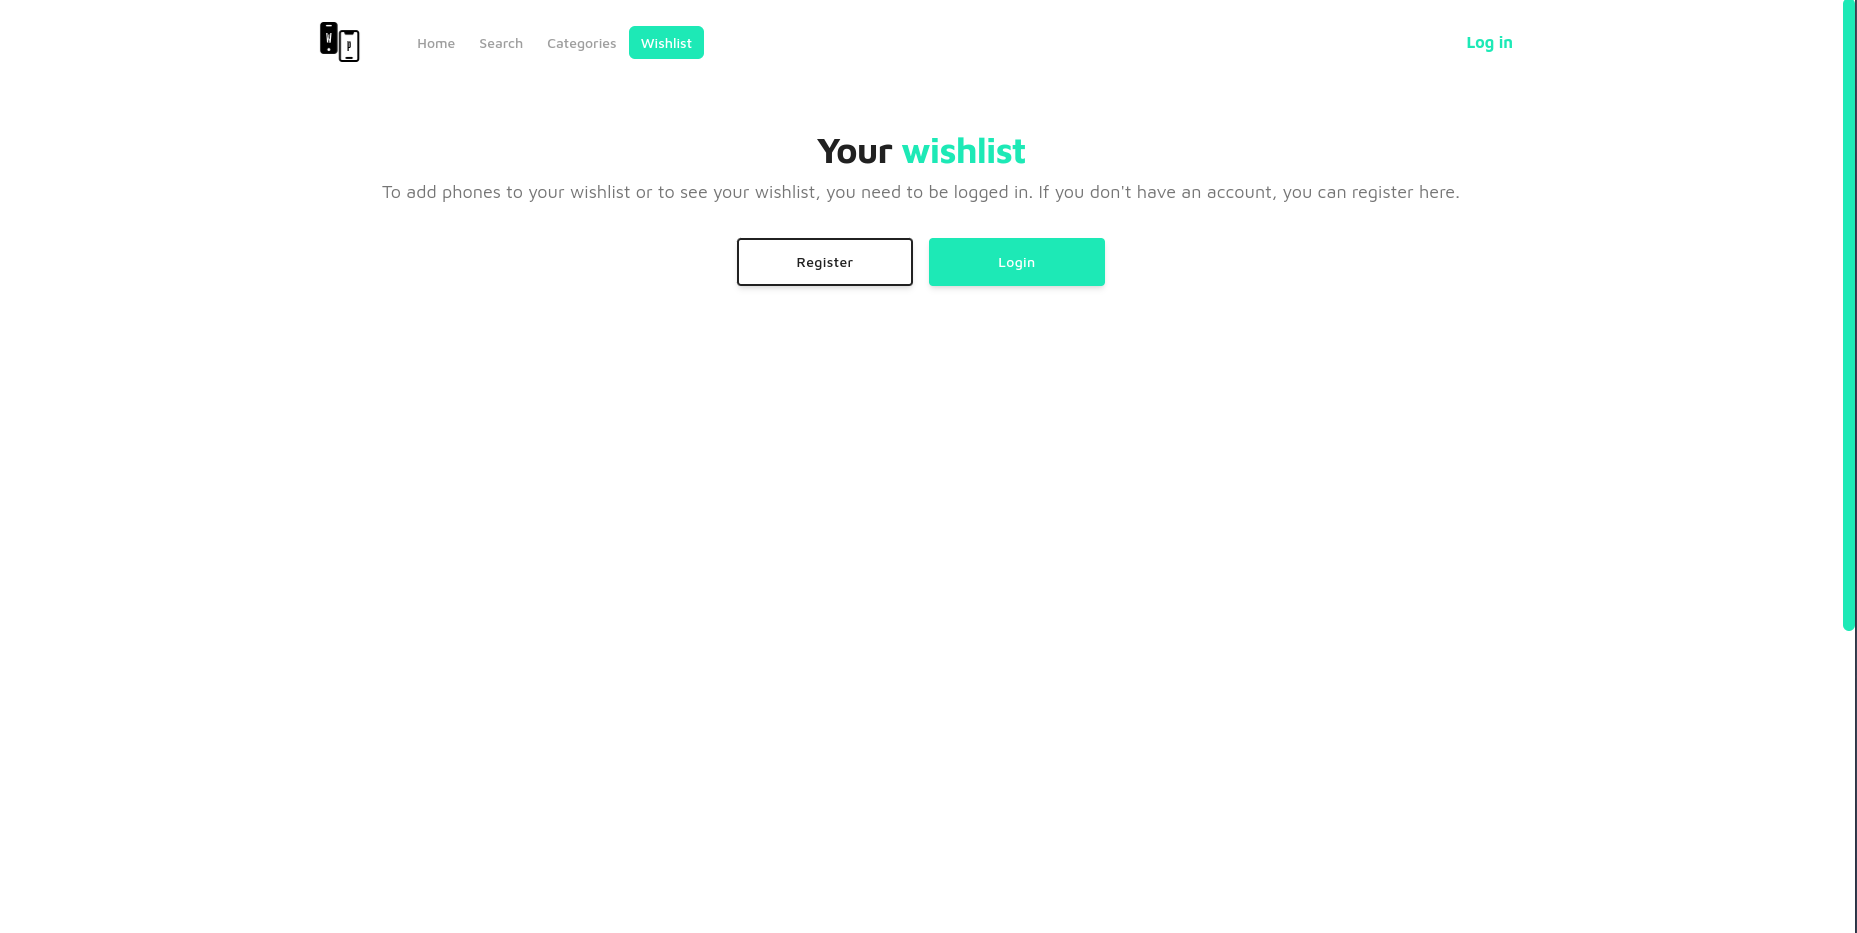 W
p
Home
Search
Categories
Wishlist
Log in
Your wishlist
To add phones to your wishlist or to see your wishlist, you need to be logged in. If you don't have an account, you can register here.
Register
Login